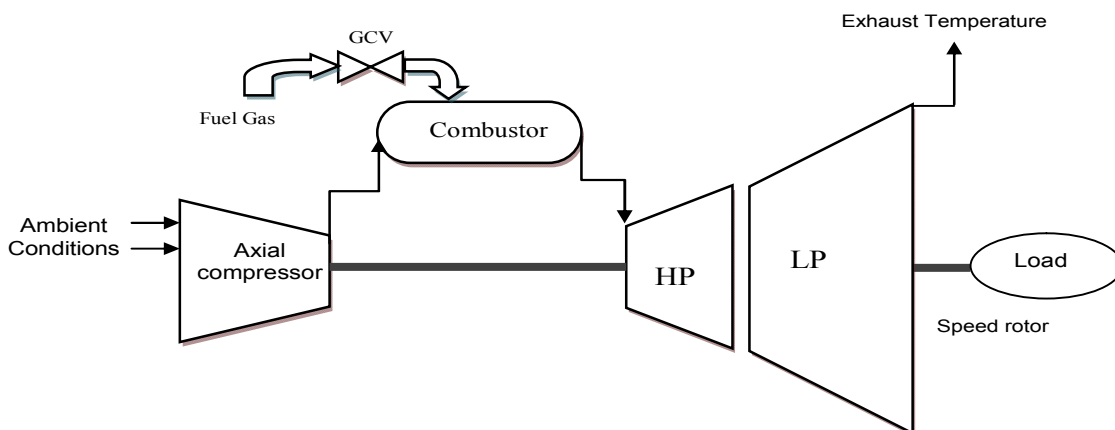 Exhaust Temperature
GCV
Fuel Gas
Combustor
Ambient
Conditions
Axial
compressor
HP
LP
Load
Speed rotor